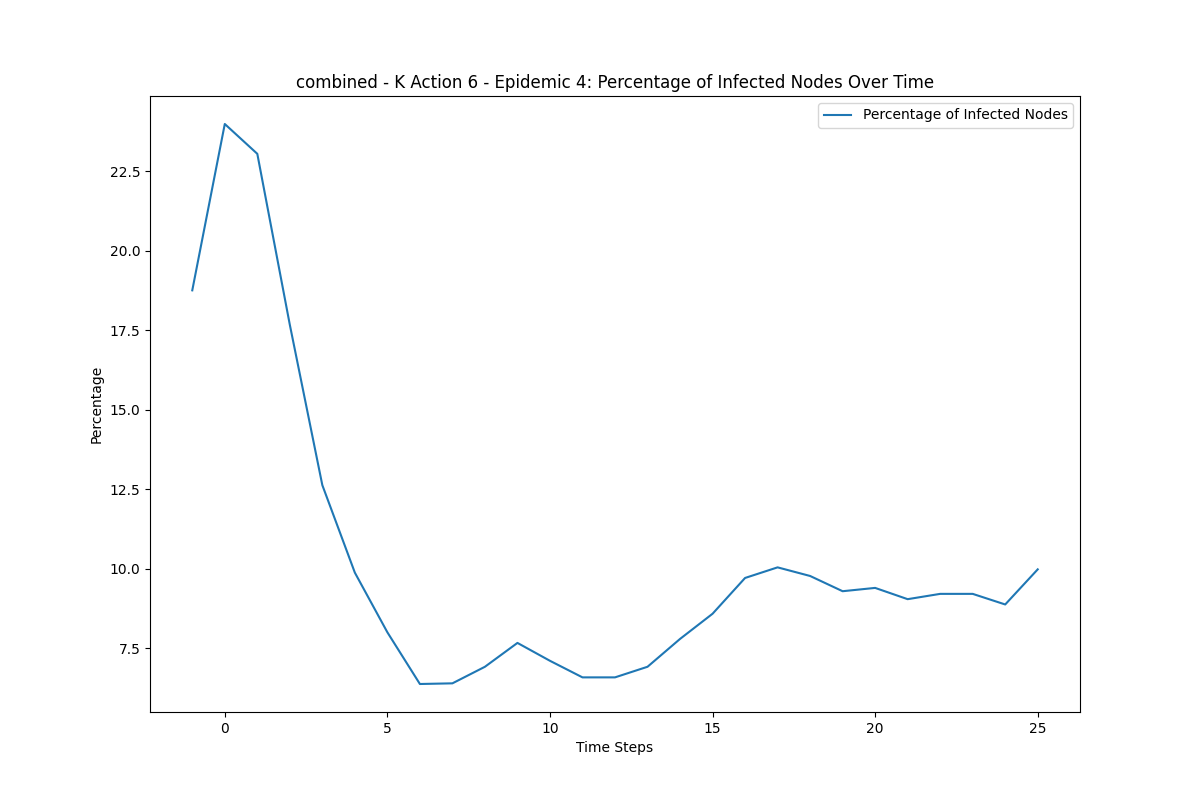 combined - K Action 6 - Epidemic 4: Percentage of Infected Nodes Over Time
Percentage of Infected Nodes
22.5
20.0
17.5
15.0
12.5
10.0
7.5
Percentage
0 5 10 15 20 25
Time Steps